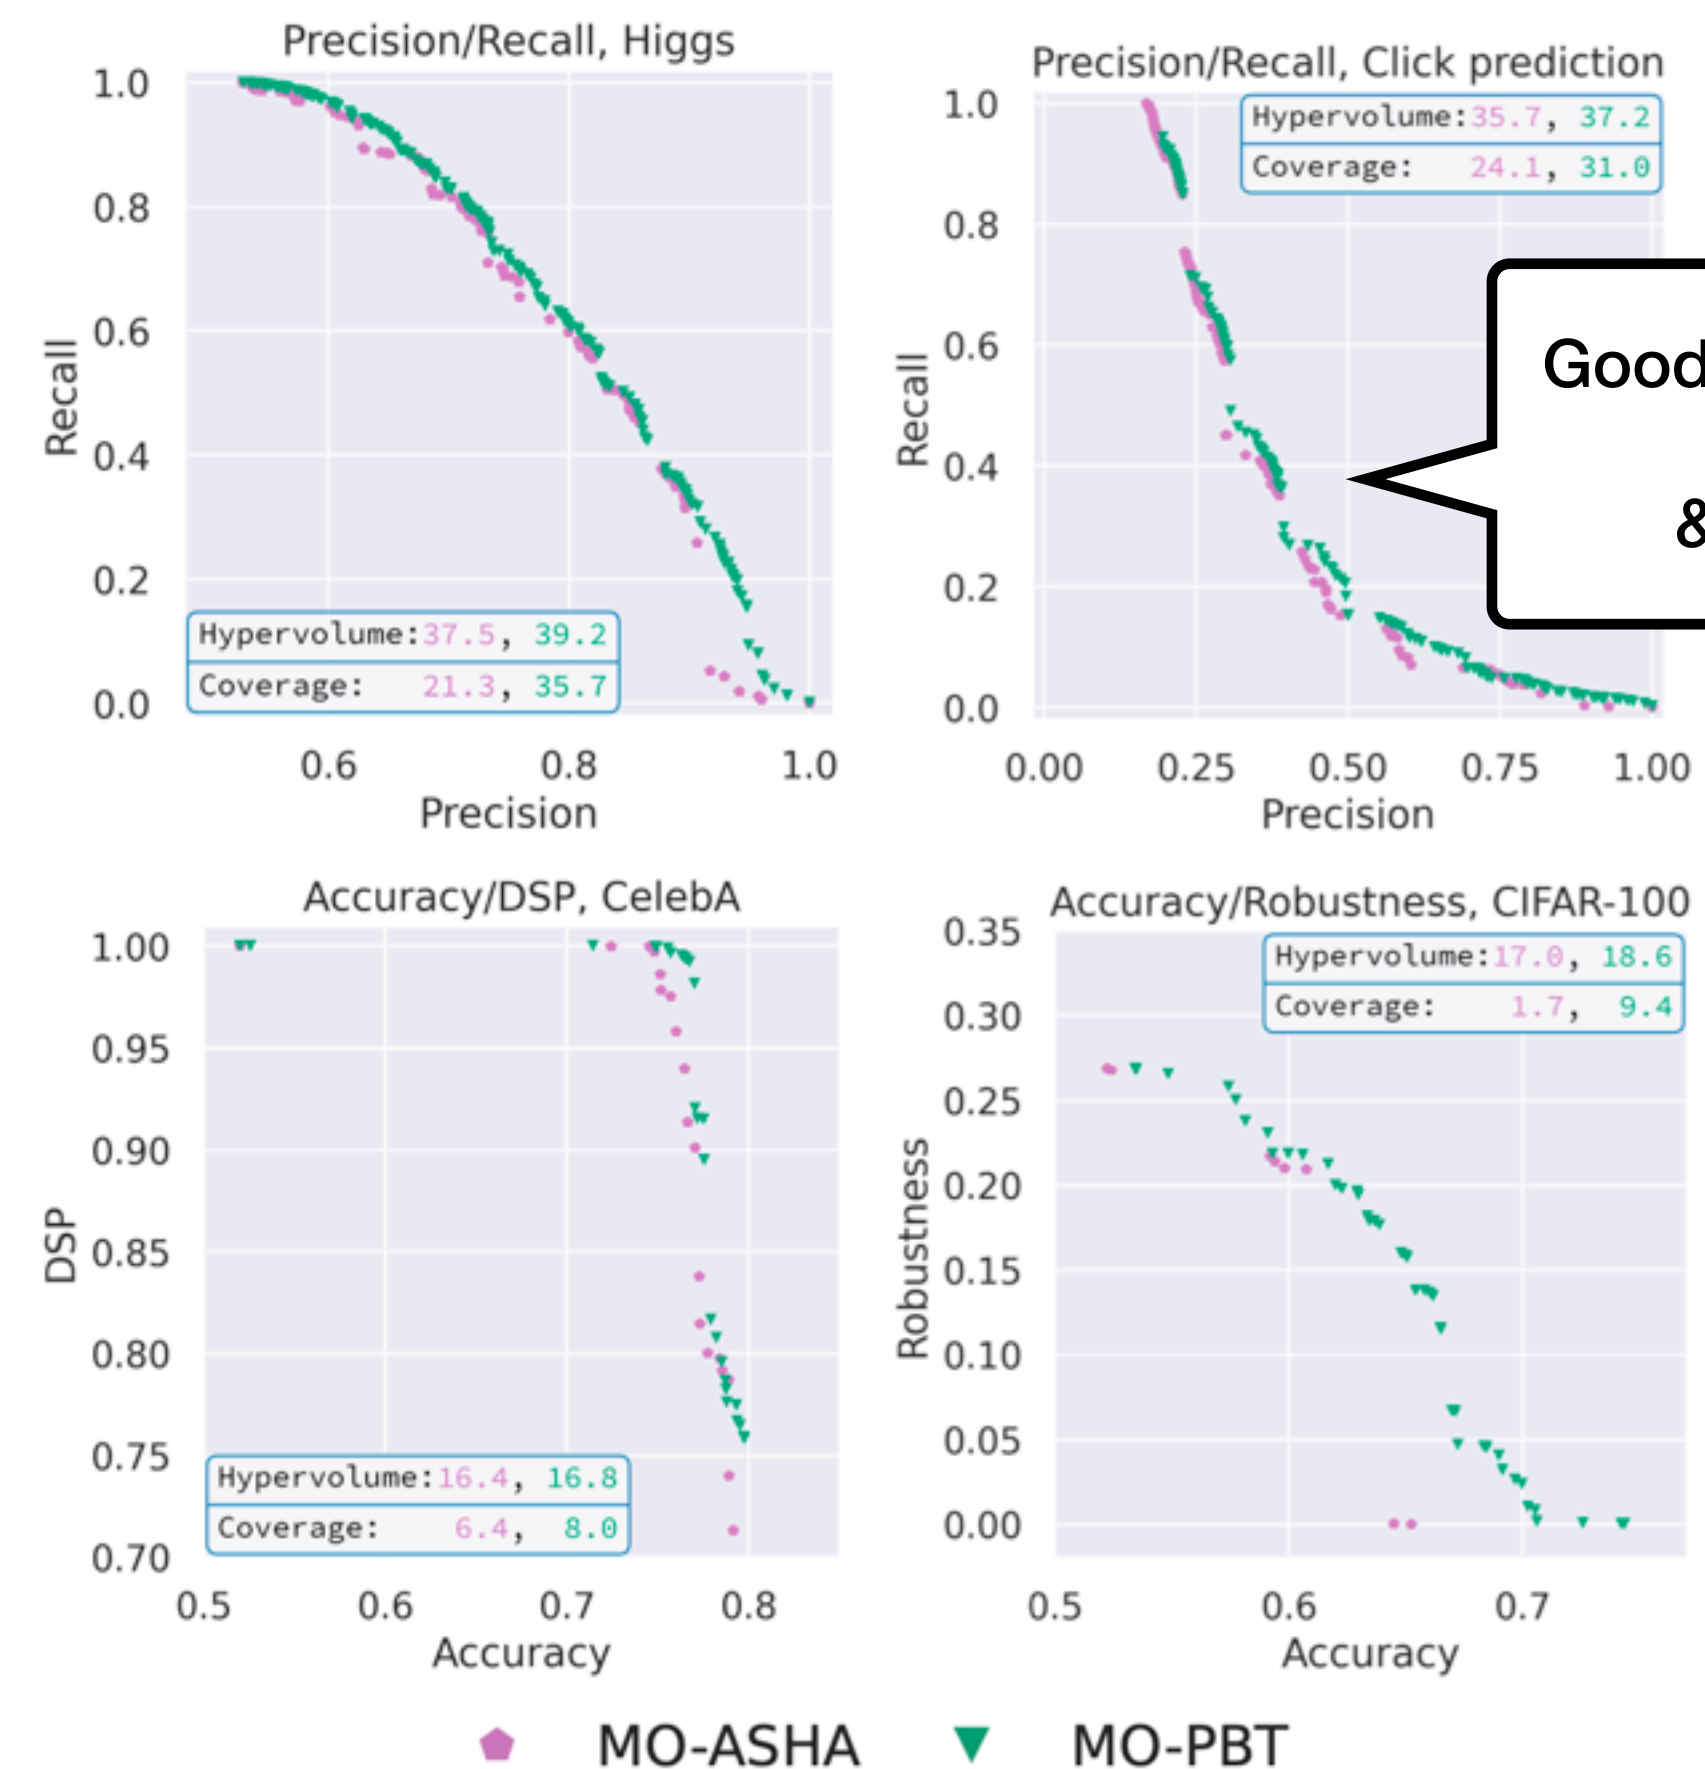 Precision/Recall, Higgs
1.0
0.8
0.6
0.4
0.2
0.0
Recall
Hypervolume:37.5, 39.2
Coverage: 21.3, 35.7
0.6 0.8 1.0
Precision
Precision/Recall, Click prediction
1.0
0.8
0.6
0.4
0.2
0.0
Recall
Hypervolume:35.7, 37.2
Coverage: 24.1, 31.0
Good
&
0.00 0.25 0.50 0.75 1.00
Precision
Accuracy/DSP, CelebA
1.00
0.95
0.90
0.85
0.80
0.75
0.70
DSP
Hypervolume:16.4, 16.8
Coverage: 6.4, 8.0
0.5 0.6 0.7 0.8
Accuracy
Accuracy/Robustness, CIFAR-100
0.35
0.30
0.25
0.20
0.15
0.10
0.05
0.00
Robustness
Hypervolume:17.0, 18.6
Coverage: 1.7, 9.4
0.5 0.6 0.7
Accuracy
MO-ASHA MO-PBT